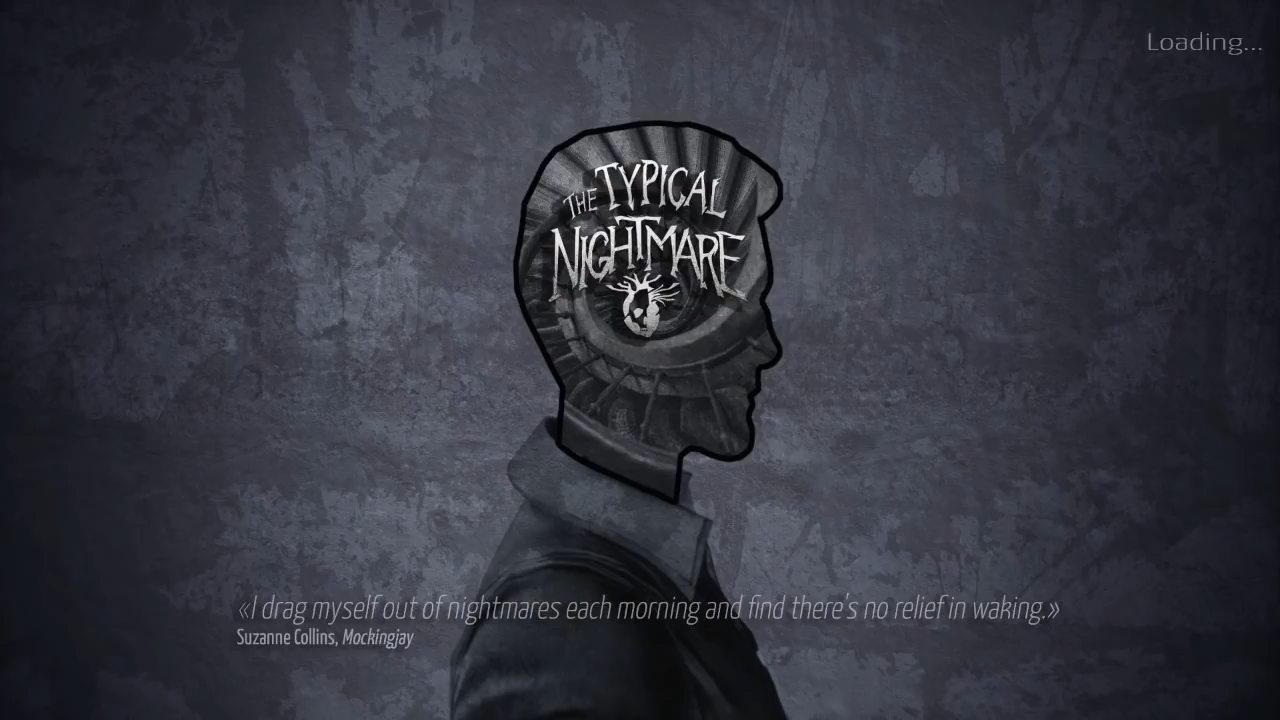 Loading...
THE TYPICAL
NIGHTMARE
«I drag myself out of nightmares each morning and find there's no relief in waking.»
Suzanne Collins, Mockingjay